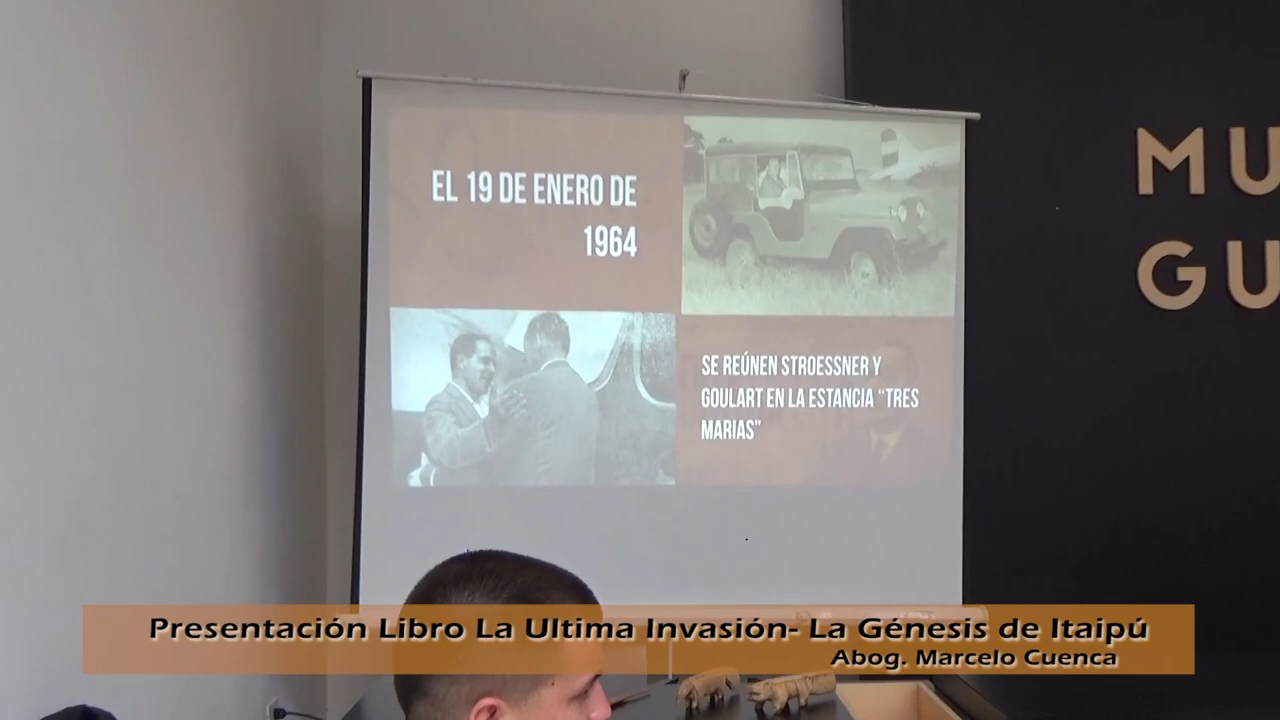 EL 19 DE ENERO DE
1964
SE REÚNEN STROESSNER Y
GOULART EN LA ESTANCIA “TRES
MARIAS”
MU
GU
Presentación Libro La Ultima Invasión- La Génesis de Itaipú
Abog. Marcelo Cuenca